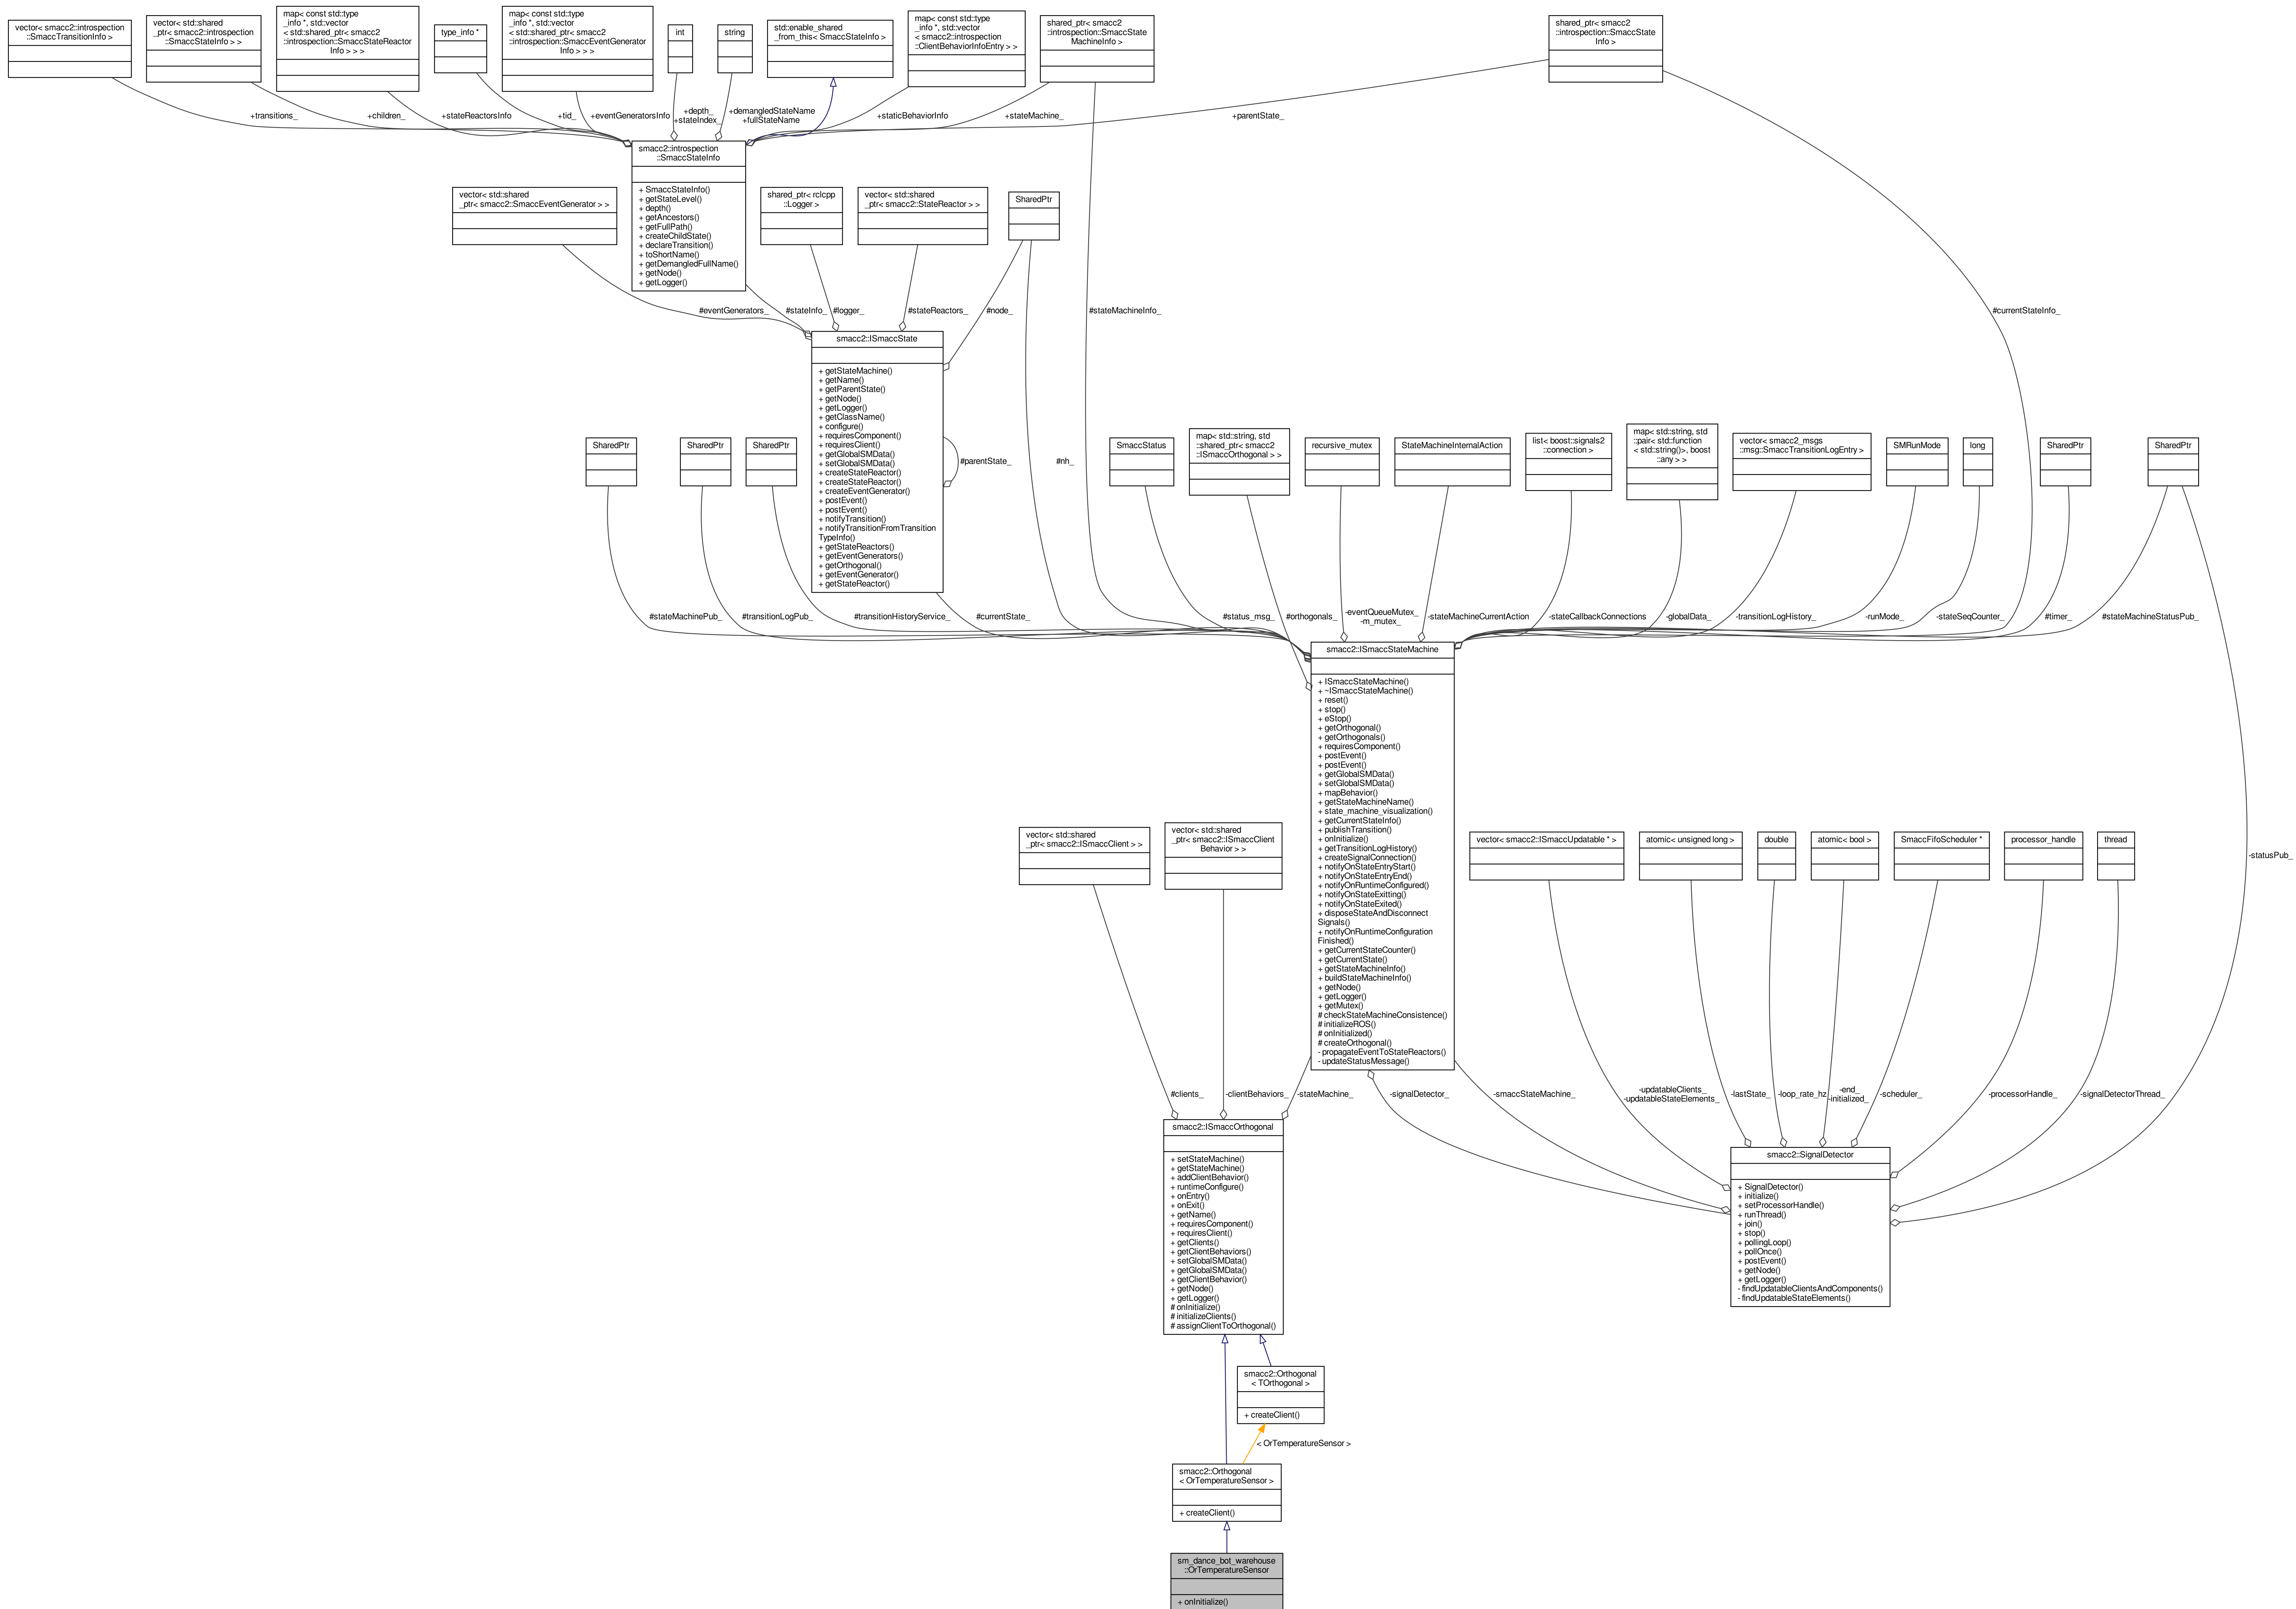 vector< smacc2::introspection
::SmaccTransitionInfo >
vector< std::shared
_ptr< smacc2::introspection
::SmaccStateInfo > >
map< const std::type
_info *, std::vector
< std::shared_ptr< smacc2
::introspection::SmaccStateReactor
Info > > >
type_info *
map< const std::type
_info *, std::vector
< std::shared_ptr< smacc2
::introspection::SmaccEventGenerator
Info > > >
int
string
std::enable_shared
_from_this< SmaccStateInfo >
map< const std::type
_info *, std::vector
< smacc2::introspection
::ClientBehaviorInfoEntry > >
shared_ptr< smacc2
::introspection::SmaccState
MachineInfo >
shared_ptr< smacc2
::introspection::SmaccState
Info >
+transitions_
+children_
+stateReactorsInfo
+tid_
+eventGeneratorsInfo
+depth_
+stateIndex_
+demangledStateName
+fullStateName
+staticBehaviorInfo
+stateMachine_
+parentState_
smacc2::introspection
::SmaccStateInfo
+ SmaccStateInfo()
+ getStateLevel()
+ depth()
+ getAncestors()
+ getFullPath()
+ createChildState()
+ declareTransition()
+ toShortName()
+ getDemangledFullName()
+ getNode()
+ getLogger()
vector< std::shared
_ptr< smacc2::SmaccEventGenerator > >
shared_ptr< rclcpp
::Logger >
vector< std::shared
_ptr< smacc2::StateReactor > >
SharedPtr
#eventGenerators_
#stateInfo_
#logger_
#stateReactors_
#node_
#stateMachineInfo_
#currentStateInfo_
smacc2::ISmaccState
+ getStateMachine()
+ getName()
+ getParentState()
+ getNode()
+ getLogger()
+ getClassName()
+ configure()
+ requiresComponent()
+ requiresClient()
+ getGlobalSMData()
+ setGlobalSMData()
+ createStateReactor()
+ createStateReactor()
+ createEventGenerator()
+ postEvent()
+ postEvent()
+ notifyTransition()
+ notifyTransitionFromTransition
TypeInfo()
+ getStateReactors()
+ getEventGenerators()
+ getOrthogonal()
+ getEventGenerator()
+ getStateReactor()
#parentState_
#nh_
SharedPtr
SharedPtr
SharedPtr
SmaccStatus
map< std::string, std
::shared_ptr< smacc2
::ISmaccOrthogonal > >
recursive_mutex
StateMachineInternalAction
list< boost::signals2
::connection >
map< std::string, std
::pair< std::function
< std::string()>, boost
::any > >
vector< smacc2_msgs
::msg::SmaccTransitionLogEntry >
SMRunMode
long
SharedPtr
SharedPtr
#stateMachinePub_
#transitionLogPub_
#transitionHistoryService_
#currentState_
#status_msg_
#orthogonals_
-eventQueueMutex_
-m_mutex_
-stateMachineCurrentAction
-stateCallbackConnections
-globalData_
-transitionLogHistory_
-runMode_
-stateSeqCounter_
#timer_
#stateMachineStatusPub_
smacc2::ISmaccStateMachine
+ ISmaccStateMachine()
+ ~ISmaccStateMachine()
+ reset()
+ stop()
+ eStop()
+ getOrthogonal()
+ getOrthogonals()
+ requiresComponent()
+ postEvent()
+ postEvent()
+ getGlobalSMData()
+ setGlobalSMData()
+ mapBehavior()
+ getStateMachineName()
+ state_machine_visualization()
+ getCurrentStateInfo()
+ publishTransition()
+ onInitialize()
+ getTransitionLogHistory()
+ createSignalConnection()
+ notifyOnStateEntryStart()
+ notifyOnStateEntryEnd()
+ notifyOnRuntimeConfigured()
+ notifyOnStateExitting()
+ notifyOnStateExited()
+ disposeStateAndDisconnect
Signals()
+ notifyOnRuntimeConfiguration
Finished()
+ getCurrentStateCounter()
+ getCurrentState()
+ getStateMachineInfo()
+ buildStateMachineInfo()
+ getNode()
+ getLogger()
+ getMutex()
# checkStateMachineConsistence()
# initializeROS()
# onInitialized()
# createOrthogonal()
- propagateEventToStateReactors()
- updateStatusMessage()
vector< std::shared
_ptr< smacc2::ISmaccClient > >
vector< std::shared
_ptr< smacc2::ISmaccClient
Behavior > >
vector< smacc2::ISmaccUpdatable * >
atomic< unsigned long >
double
atomic< bool >
SmaccFifoScheduler *
processor_handle
thread
-statusPub_
#clients_
-clientBehaviors_
-stateMachine_
-signalDetector_
-smaccStateMachine_
-updatableClients_
-updatableStateElements_
-lastState_
-loop_rate_hz
-end_
-initialized_
-scheduler_
-processorHandle_
-signalDetectorThread_
smacc2::ISmaccOrthogonal
+ setStateMachine()
+ getStateMachine()
+ addClientBehavior()
+ runtimeConfigure()
+ onEntry()
+ onExit()
+ getName()
+ requiresComponent()
+ requiresClient()
+ getClients()
+ getClientBehaviors()
+ setGlobalSMData()
+ getGlobalSMData()
+ getClientBehavior()
+ getNode()
+ getLogger()
# onInitialize()
# initializeClients()
# assignClientToOrthogonal()
smacc2::SignalDetector
+ SignalDetector()
+ initialize()
+ setProcessorHandle()
+ runThread()
+ join()
+ stop()
+ pollingLoop()
+ pollOnce()
+ postEvent()
+ getNode()
+ getLogger()
- findUpdatableClientsAndComponents()
- findUpdatableStateElements()
smacc2::Orthogonal
< TOrthogonal >
+ createClient()
< OrTemperatureSensor >
smacc2::Orthogonal
< OrTemperatureSensor >
+ createClient()
sm_dance_bot_warehouse
::OrTemperatureSensor
+ onInitialize()